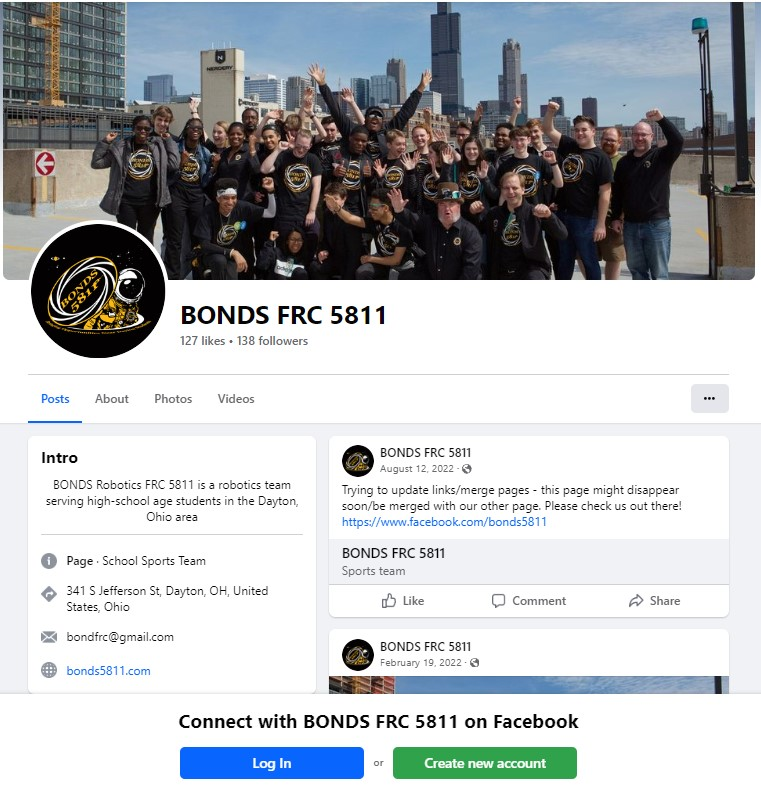 NERDERY
BONDS
5811
BONDS FRC 5811
127 likes • 138 followers
Posts
About
Photos
Videos
Intro
BONDS Robotics FRC 5811 is a robotics team
serving high-school age students in the Dayton,
Ohio area
Page · School Sports Team
341 S Jefferson St, Dayton, OH, United
States, Ohio
bondfrc@gmail.com
bonds5811.com
BONDS FRC 5811
August 12, 2022 ·
Trying to update links/merge pages - this page might disappear
soon/be merged with our other page. Please check us out there!
https://www.facebook.com/bonds5811
BONDS FRC 5811
Sports team
Like
Comment
Share
BONDS FRC 5811
February 19, 2022 ·
Connect with BONDS FRC 5811 on Facebook
Log In
or
Create new account